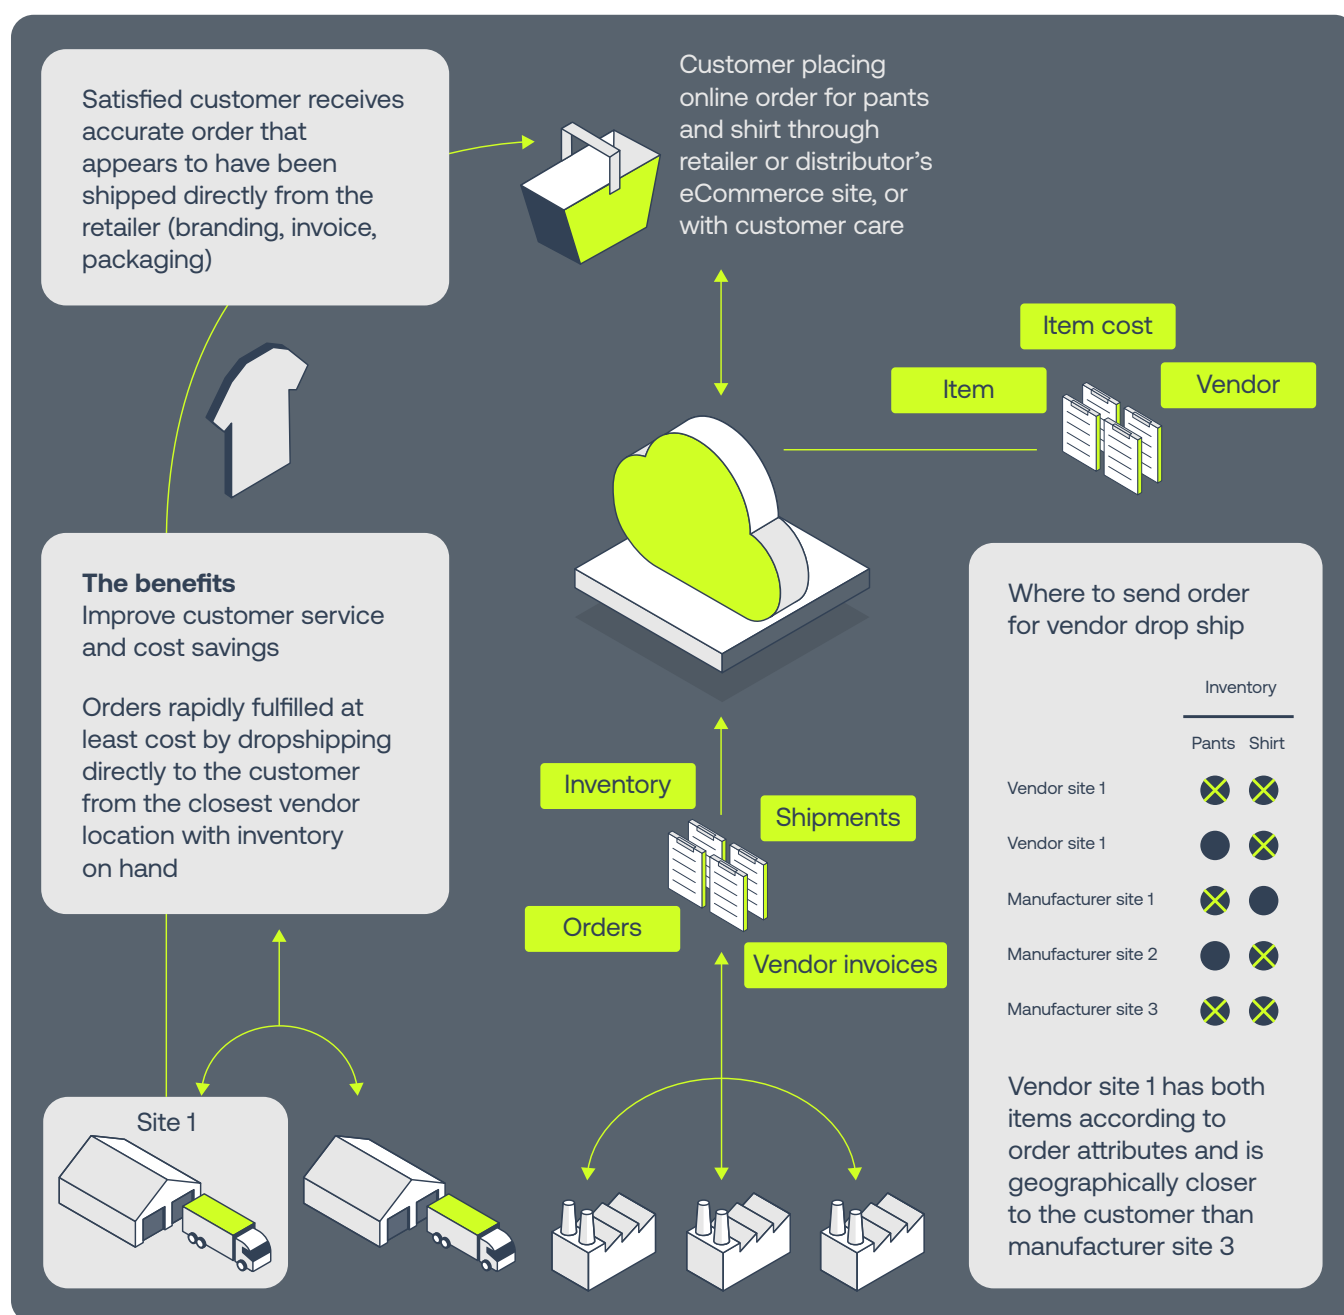 Satisfied customer receives
accurate order that
appears to have been
shipped directly from the
retailer (branding, invoice,
packaging)
Customer placing
online order for pants
and shirt through
retailer or distributor’s
eCommerce site, or
with customer care
Item cost
Item
Vendor
The benefits
Improve customer service
and cost savings
Orders rapidly fulfilled at
least cost by dropshipping
directly to the customer
from the closest vendor
location with inventory
on hand
Inventory
Shipments
Orders
Vendor invoices
Site 1
Where to send order
for vendor drop ship
Inventory
Pants Shirt
Vendor site 1
Vendor site 1
Manufacturer site 1
Manufacturer site 2
Manufacturer site 3
Vendor site 1 has both
items according to
order attributes and is
geographically closer
to the customer than
manufacturer site 3